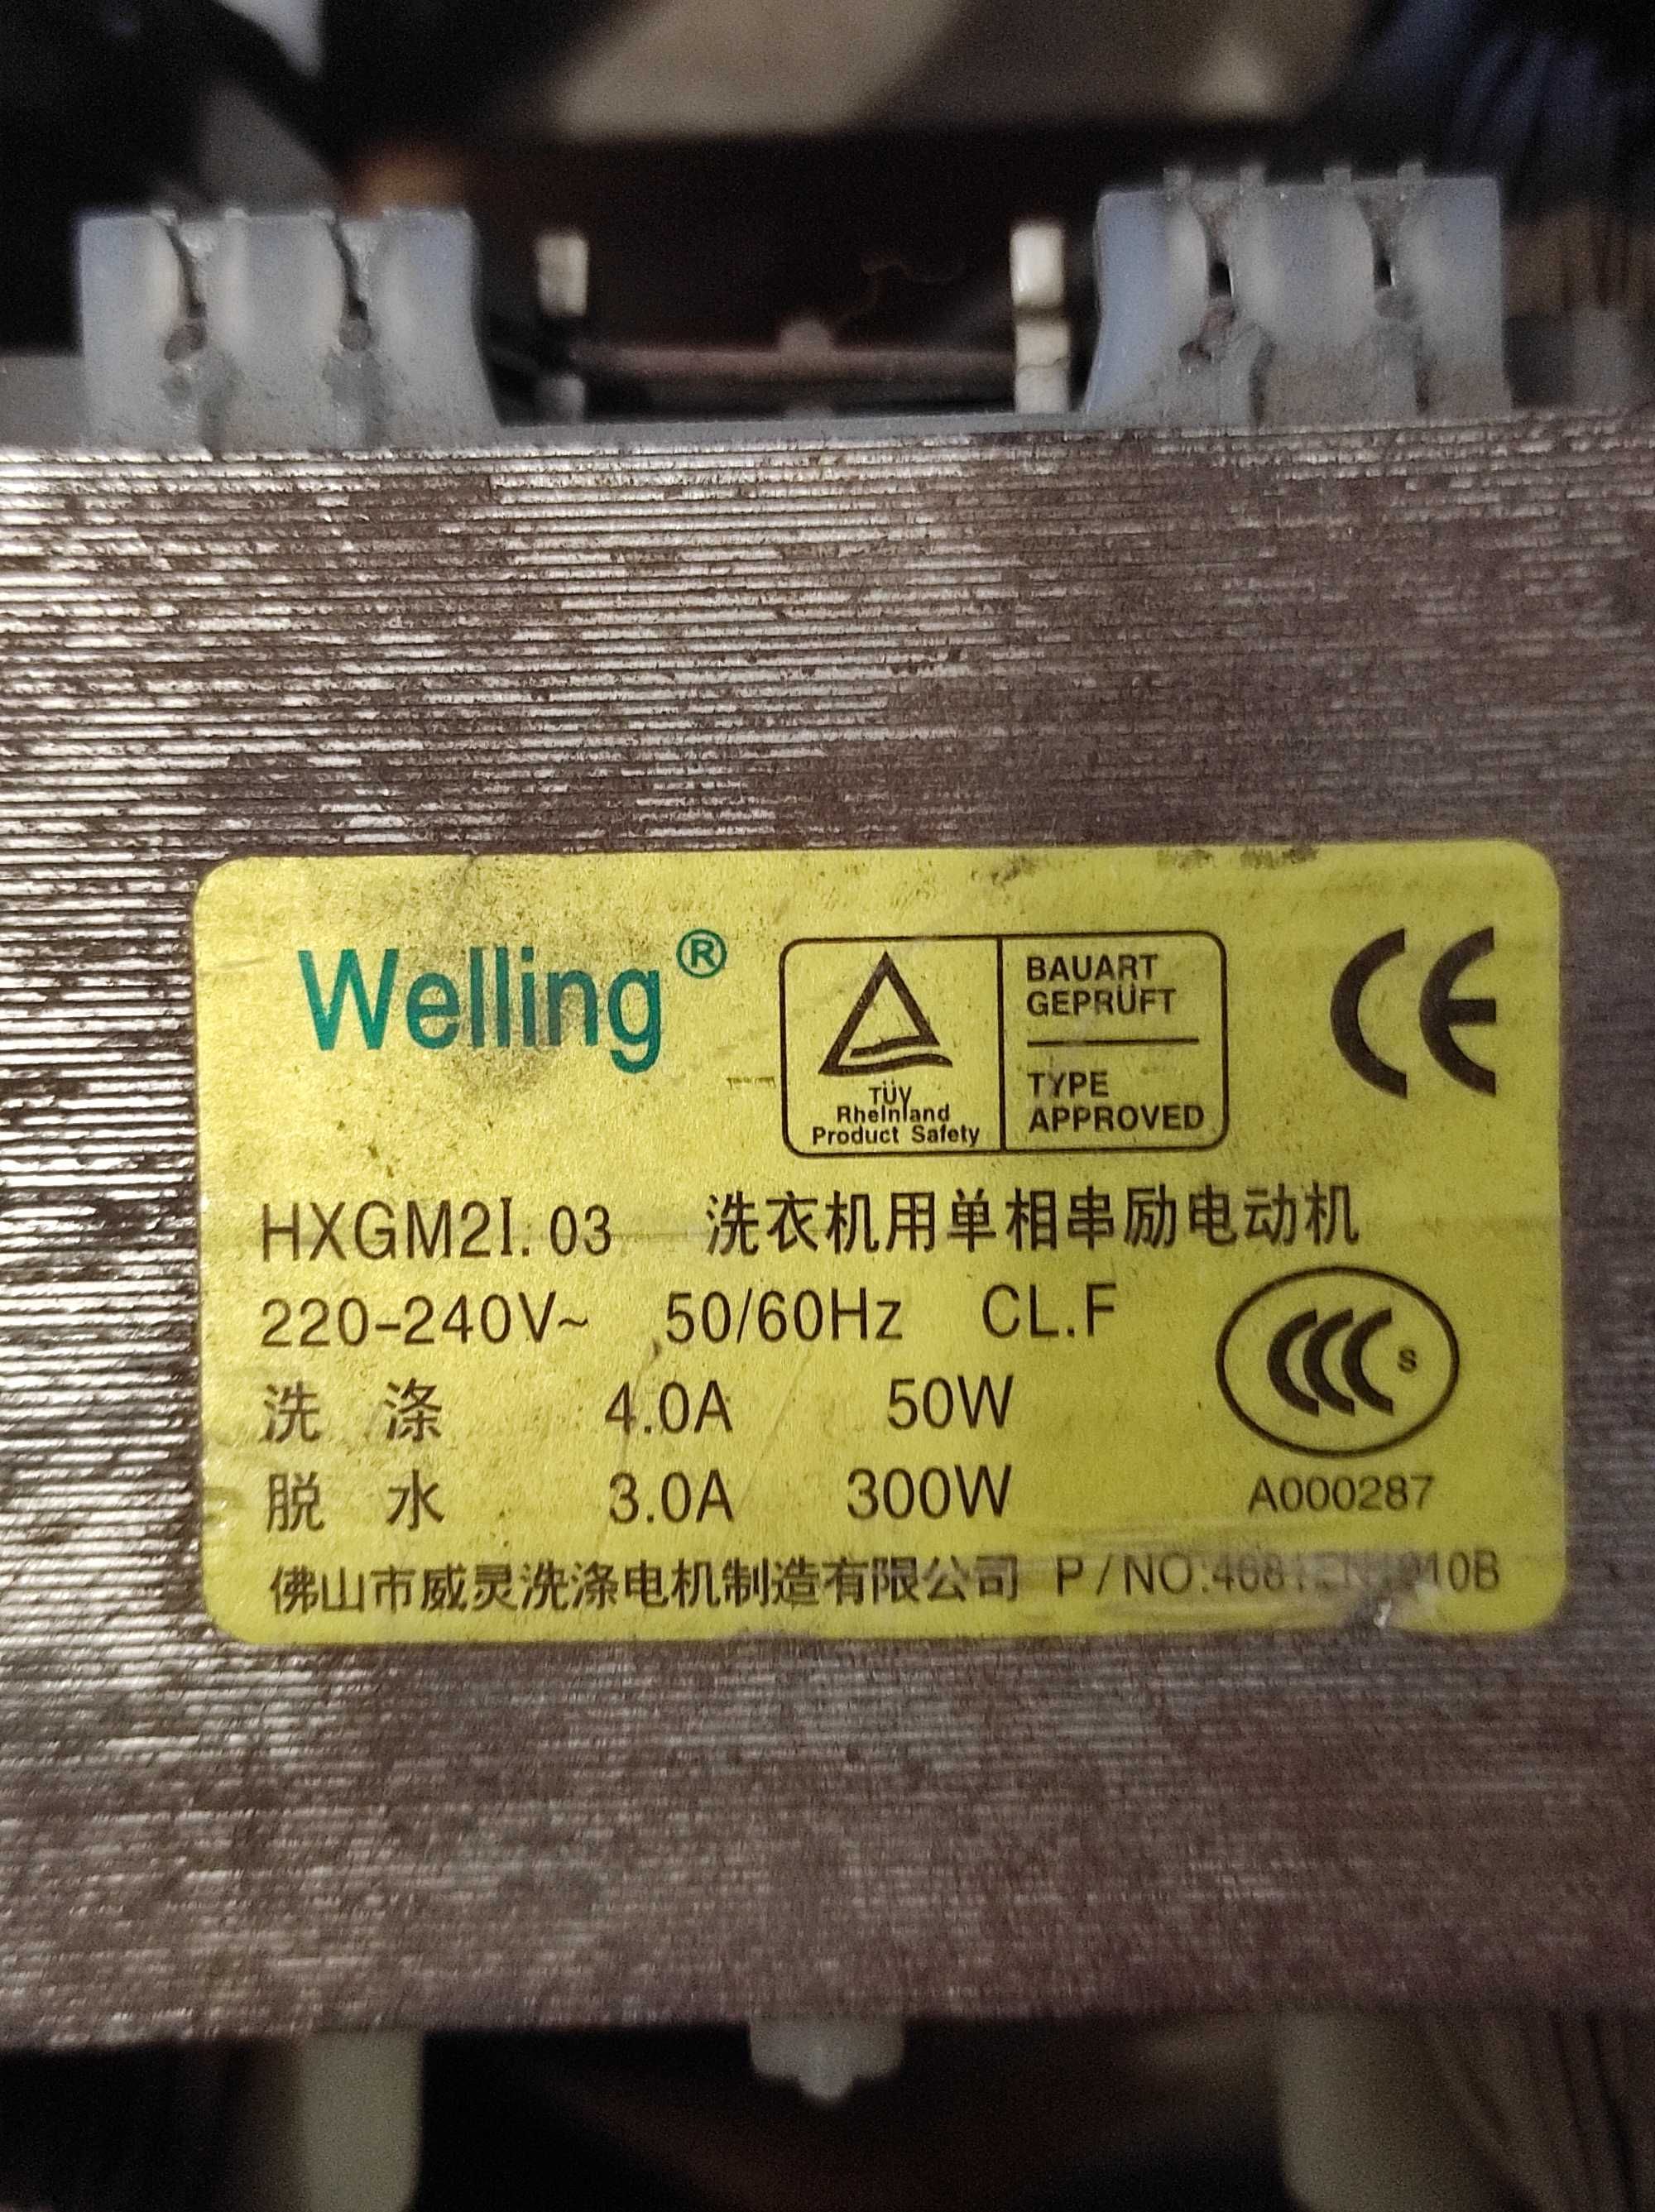 Welling®
TÜV
Rheinland
Product Safety
BAUART
GEPRÜFT
TYPE
APPROVED
CE
HXGM2I.03 洗衣机用单相串励电动机
220-240V~ 50/60Hz CL.F
洗 涤 4.0A 50W
CCC S
脱 水 3.0A 300W
A000287
佛山市威灵洗涤电机制造有限公司 P/NO: